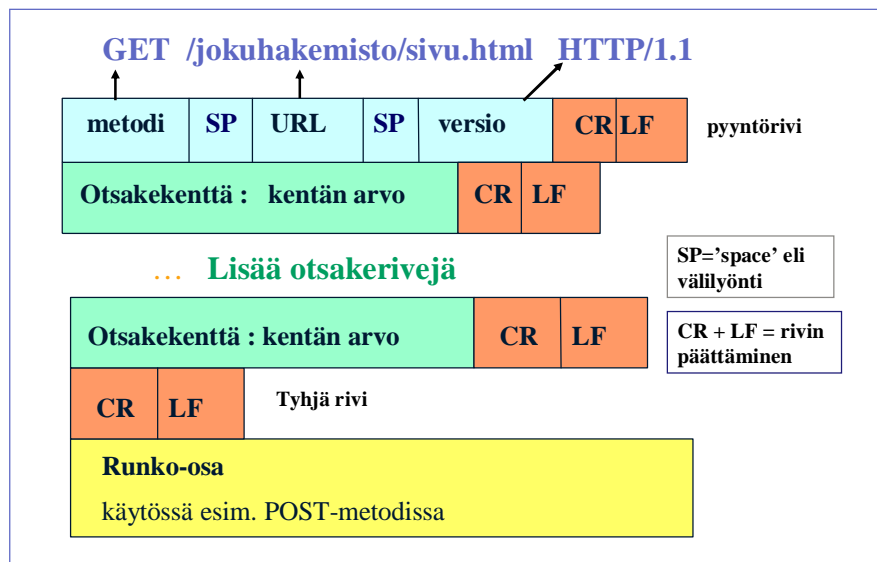 GET /jokuhakemisto/sivu.html HTTP/1.1
metodi SP URL SP versio CR LF pyyntörivi
Otsakekenttä : kentän arvo CR LF
… Lisää otsakerivejä
SP=’space’ eli
välilyönti
Otsakekenttä : kentän arvo CR LF
CR + LF = rivin
päättäminen
CR LF Tyhjä rivi
Runko-osa
käytössä esim. POST-metodissa